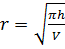 r = √(πh/V)